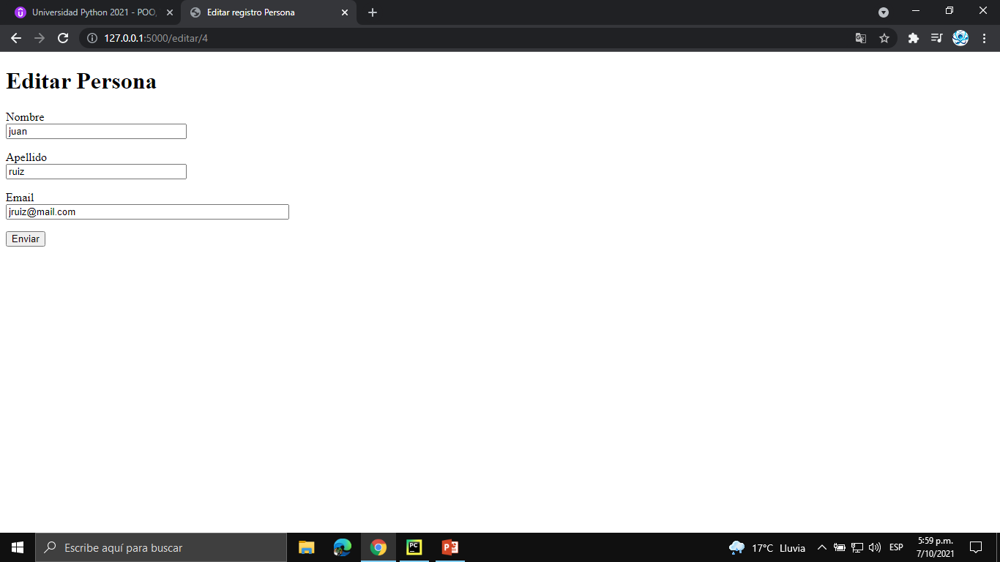 Universidad Python 2021 - POO,
Editar registro Persona
127.0.0.1:5000/editar/4
Editar Persona
Nombre
juan
Apellido
ruiz
Email
jruiz@mail.com
Enviar
Escribe aquí para buscar
PC
P
17°C Lluvia
ESP
5:59 p.m.
7/10/2021